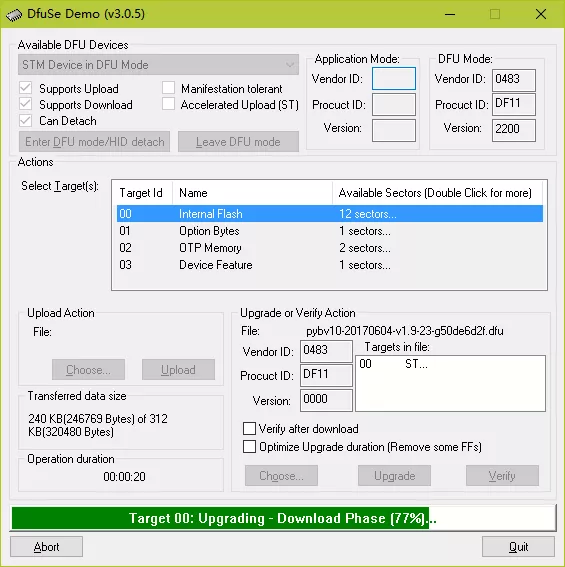 DfuSe Demo (v3.0.5)
Available DFU Devices
STM Device in DFU Mode
Supports Upload
Manifestation tolerant
Supports Download
Accelerated Upload (ST)
Can Detach
Enter DFU mode/HID detach
Leave DFU mode
Application Mode:
Vendor ID:
Procuct ID:
Version:
DFU Mode:
Vendor ID: 0483
Procuct ID: DF11
Version: 2200
Actions
Select Target(s):
Target Id Name Available Sectors (Double Click for more)
00 Internal Flash 12 sectors...
01 Option Bytes 1 sectors...
02 OTP Memory 2 sectors...
03 Device Feature 1 sectors...
Upload Action
File:
Choose...
Upload
Transferred data size
240 KB(246769 Bytes) of 312
KB(320480 Bytes)
Operation duration
00:00:20
Upgrade or Verify Action
File: pybv10-20170604-v1.9-23-g50de6d2f.dfu
Vendor ID: 0483
Procuct ID: DF11
Version: 0000
Targets in file:
00 ST...
Verify after download
Optimize Upgrade duration (Remove some FFs)
Choose...
Upgrade
Verify
Target 00: Upgrading - Download Phase (77%)...
Abort
Quit